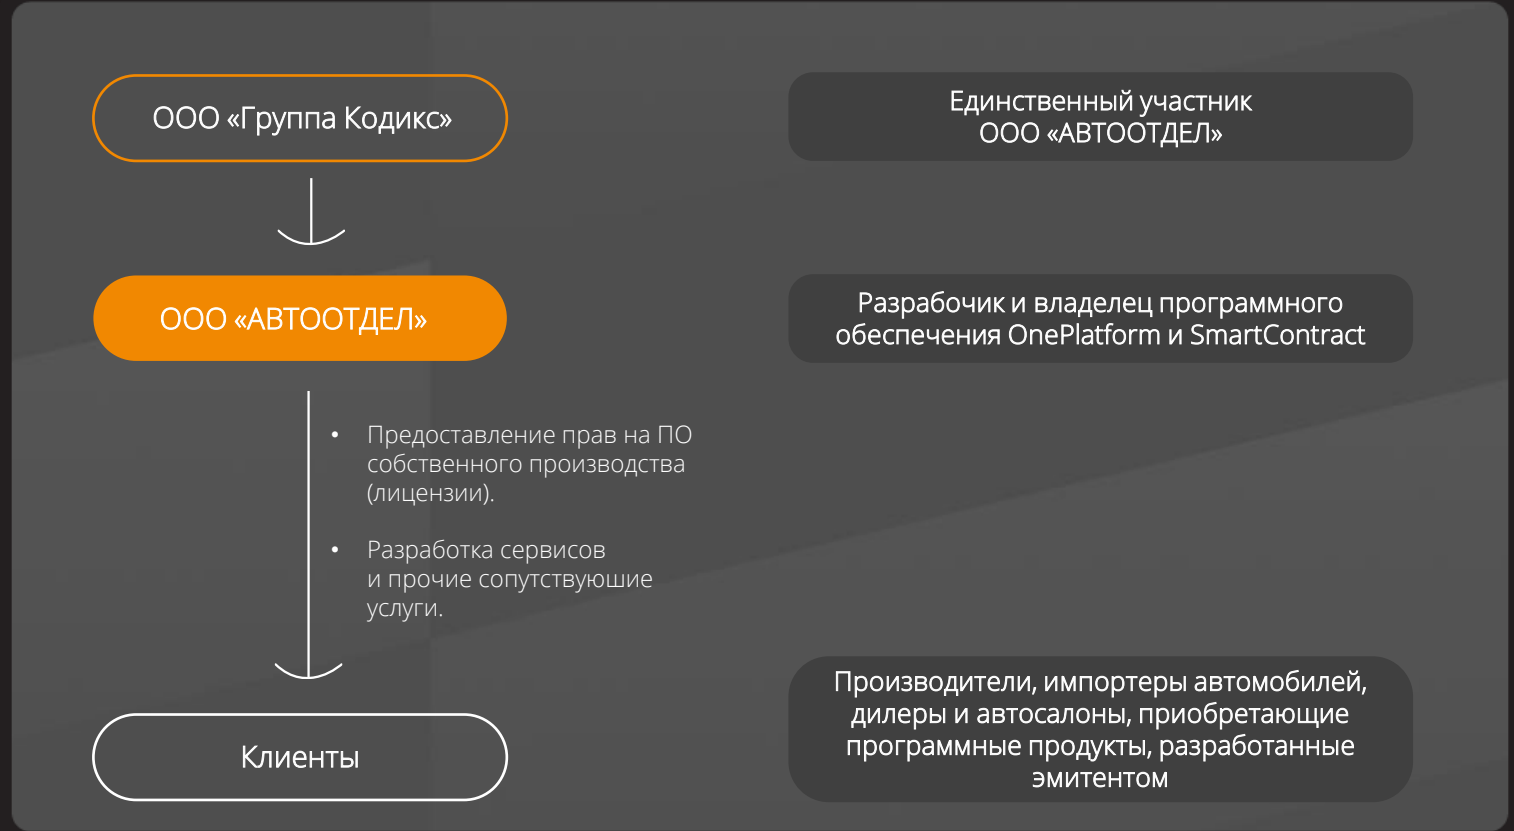 ООО «Группа Кодикс»
Единственный участник
ООО «АВТООТДЕЛ»
ООО «АВТООТДЕЛ»
Разрабочик и владелец программного
обеспечения OnePlatform и SmartContract
• Предоставление прав на ПО
собственного производства
(лицензии).
• Разработка сервисов
и прочие сопутствуюшие
услуги.
Клиенты
Производители, импортеры автомобилей,
дилеры и автосалоны, приобретающие
программные продукты, разработанные
эмитентом